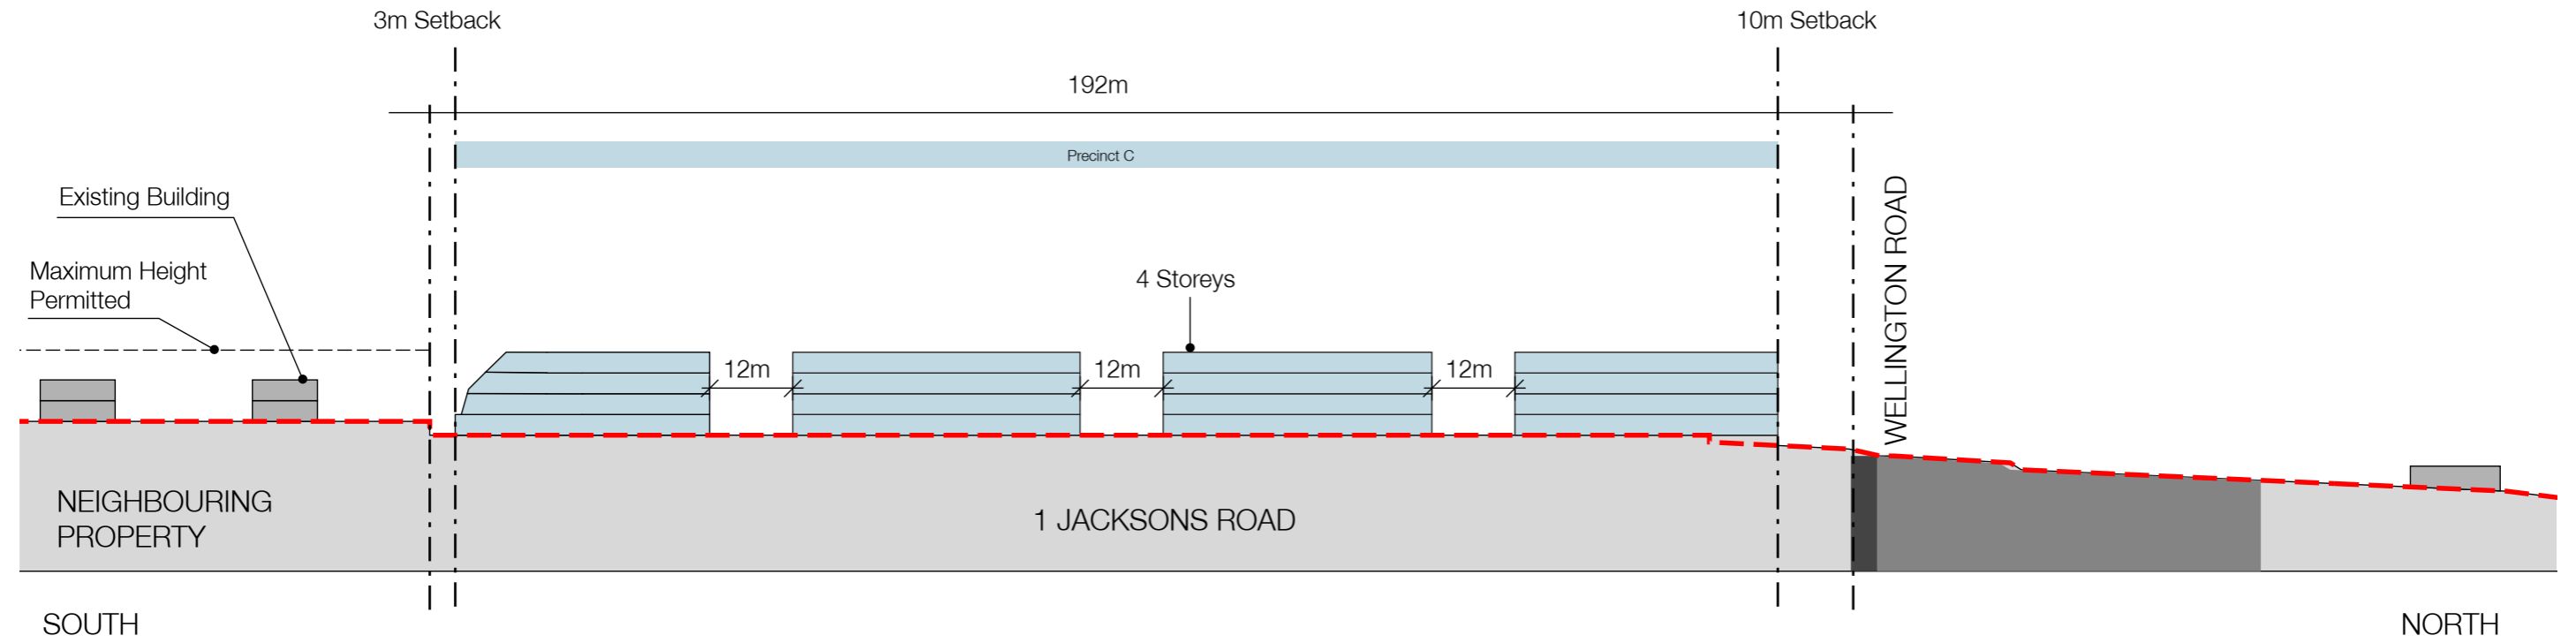 3m Setback
10m Setback
192m
Precinct C
Existing Building
WELLINGTON ROAD
Maximum Height
Permitted
4 Storeys
12m
12m
12m
NEIGHBOURING
PROPERTY
1 JACKSONS ROAD
SOUTH
NORTH